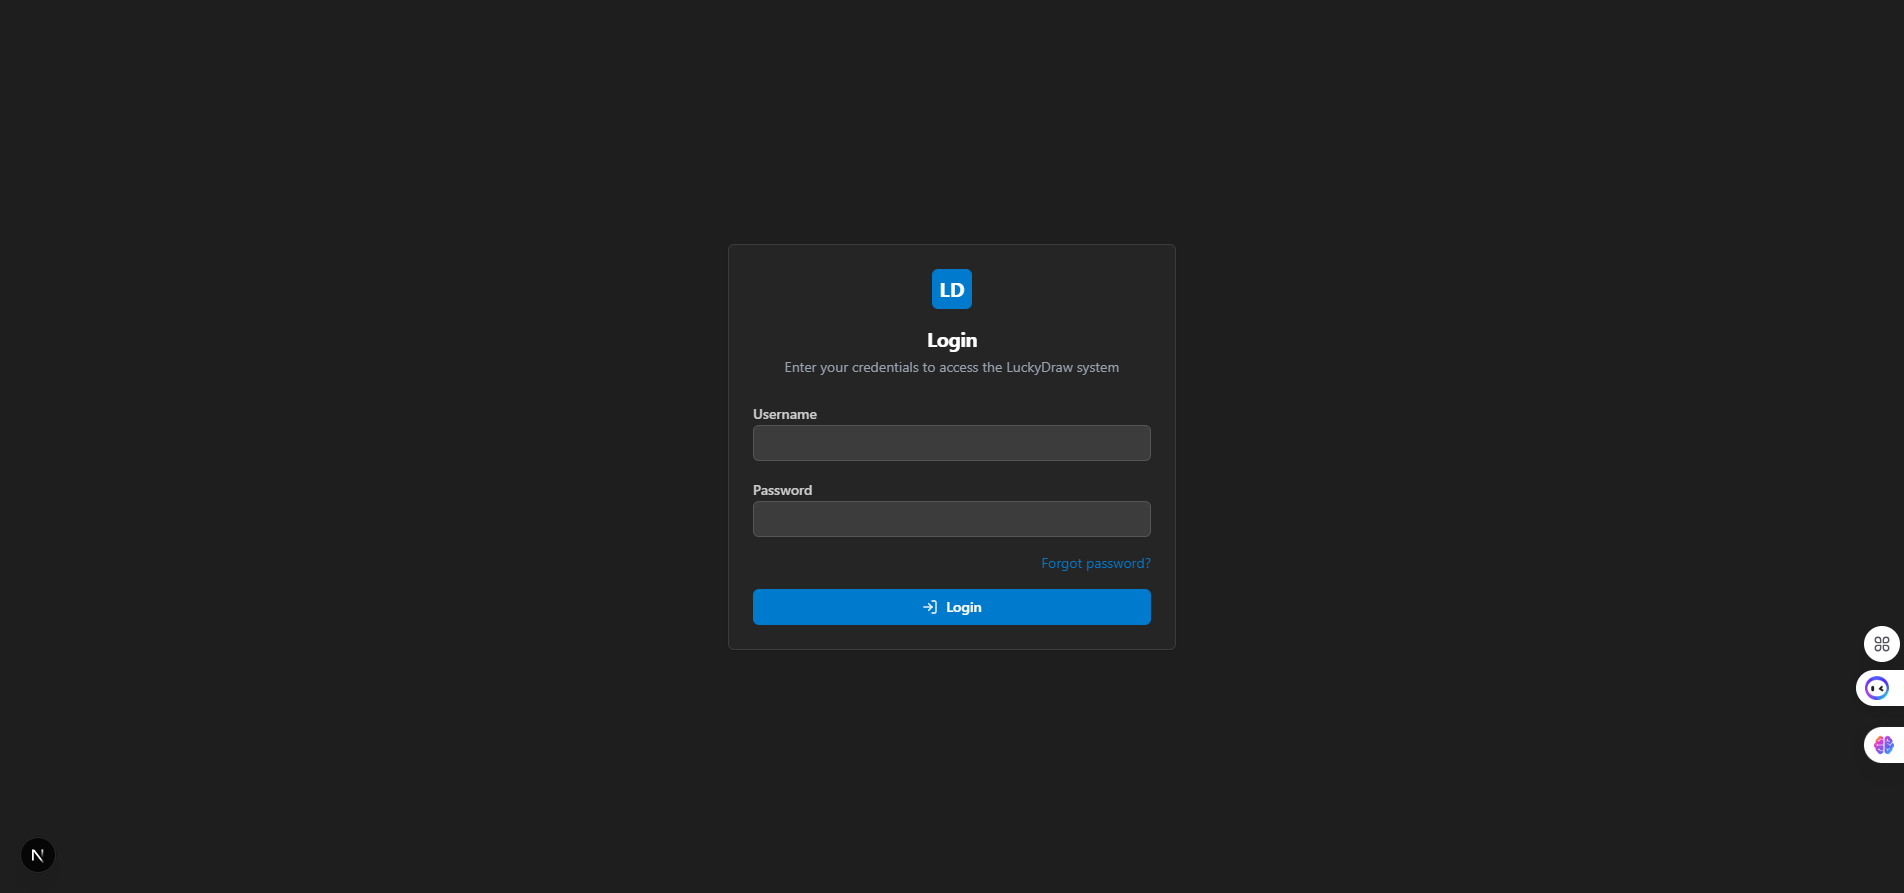 LD
Login
Enter your credentials to access the LuckyDraw system
Username
Password
Forgot password?
Login
N